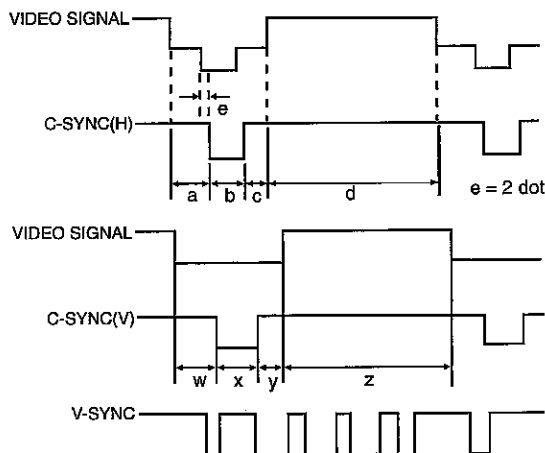 VIDEO SIGNAL
e
C-SYNC(H)
a b c d e = 2 dot
VIDEO SIGNAL
C-SYNC(V)
w x y z
V-SYNC